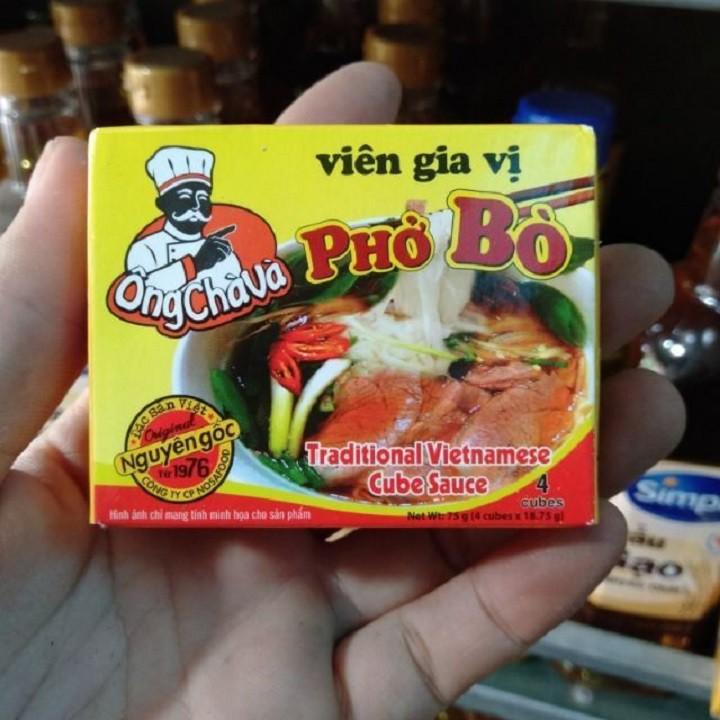 viên gia vị
PHỞ BÒ
ÔngChàVà
Đặc Sản Việt
Original
Nguyên gốc
Từ 1976
CÔNG TY CP NOSAFOOD
Traditional Vietnamese
Cube Sauce
4
cubes
Hình ảnh chỉ mang tính minh họa cho sản phẩm
Net Wt: 75 g (4 cubes x 18.75 g)
Simp
ạo